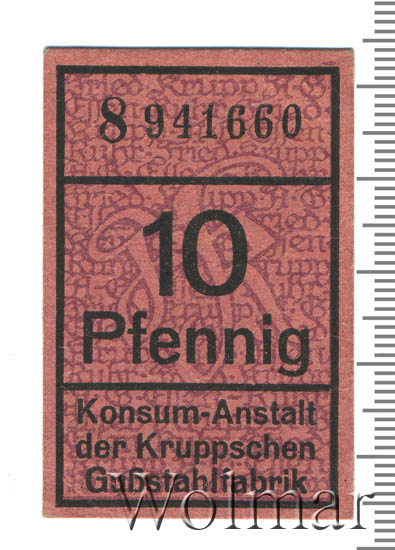 8 941660
10
Pfennig
Konsum-Anstalt
der Kruppschen
Gußstahlfabrik
Wolmar